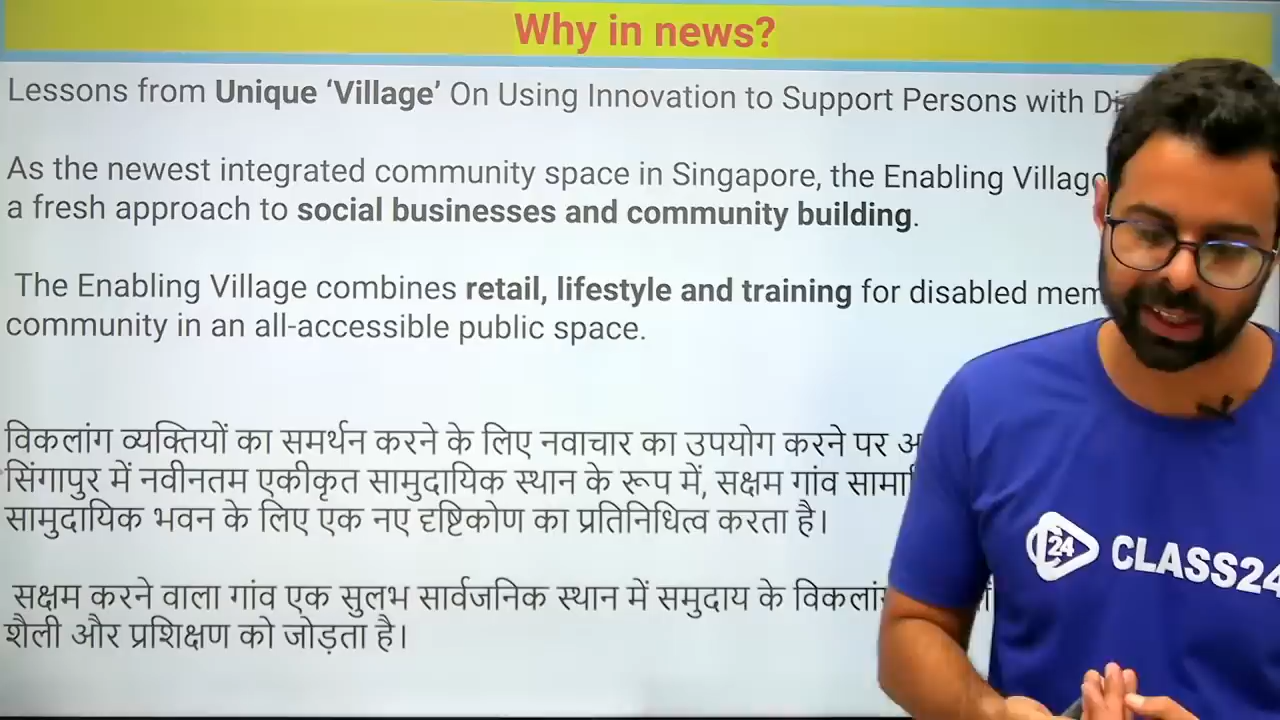 Why in news?
Lessons from Unique ‘Village’ On Using Innovation to Support Persons with
As the newest integrated community space in Singapore, the Enabling Village
a fresh approach to social businesses and community building.
The Enabling Village combines retail, lifestyle and training for disabled
community in an all-accessible public space.
विकलांग व्यक्तियों का समर्थन करने के लिए नवाचार का उपयोग करने पर
सिंगापुर में नवीनतम एकीकृत सामुदायिक स्थान के रूप में, सक्षम गांव
सामुदायिक भवन के लिए एक नए दृष्टिकोण का प्रतिनिधित्व करता है।
सक्षम करने वाला गांव एक सुलभ सार्वजनिक स्थान में समुदाय के
शैली और प्रशिक्षण को जोड़ता है।
24 CLASS24